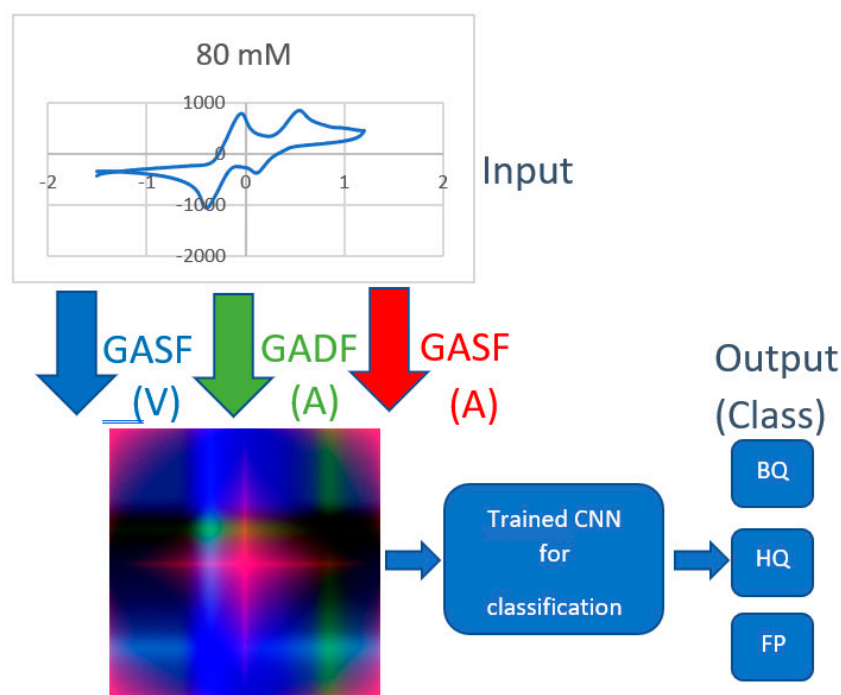 80 mM
1000
0
-2
-1
0
1
2
-1000
-2000
Input
GASF
(V)
GADF
(A)
GASF
(A)
Output
(Class)
BQ
Trained CNN
for
classification
HQ
FP